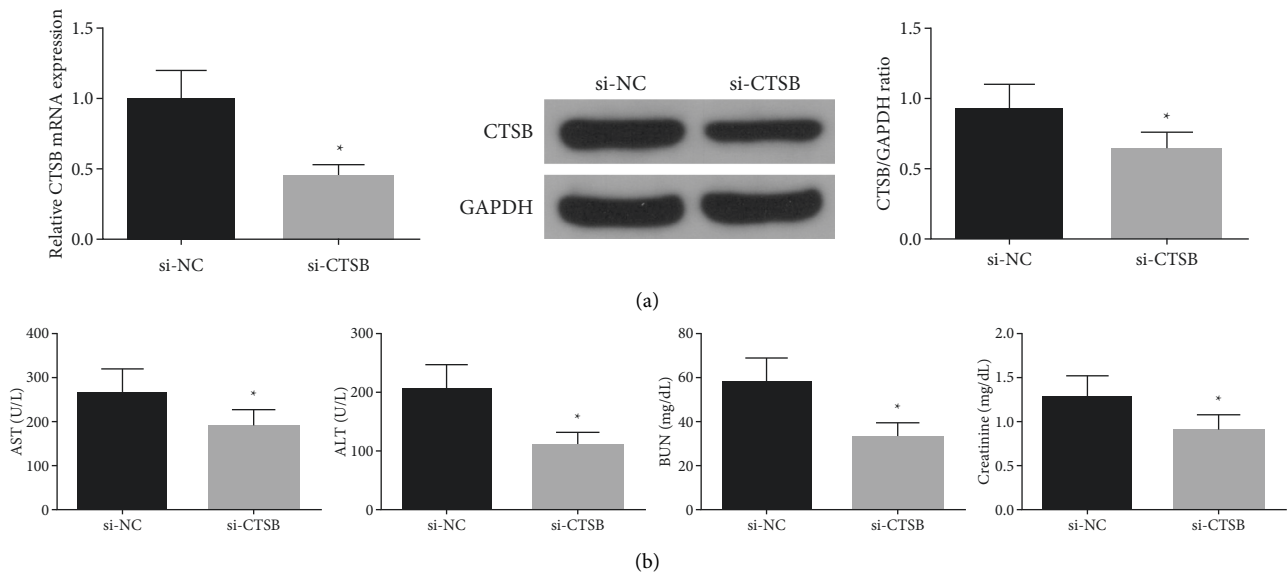 Relative CTSB mRNA expression
1.5
1.0
0.5
0.0
*
si-NC
si-CTSB
si-NC
si-CTSB
CTSB
GAPDH
CTSB/GAPDH ratio
1.5
1.0
0.5
0.0
*
si-NC
si-CTSB
(a)
AST (U/L)
400
300
200
100
0
*
si-NC
si-CTSB
ALT (U/L)
300
200
100
0
*
si-NC
si-CTSB
BUN (mg/dL)
80
60
40
20
0
*
si-NC
si-CTSB
Creatinine (mg/dL)
2.0
1.5
1.0
0.5
0.0
*
si-NC
si-CTSB
(b)